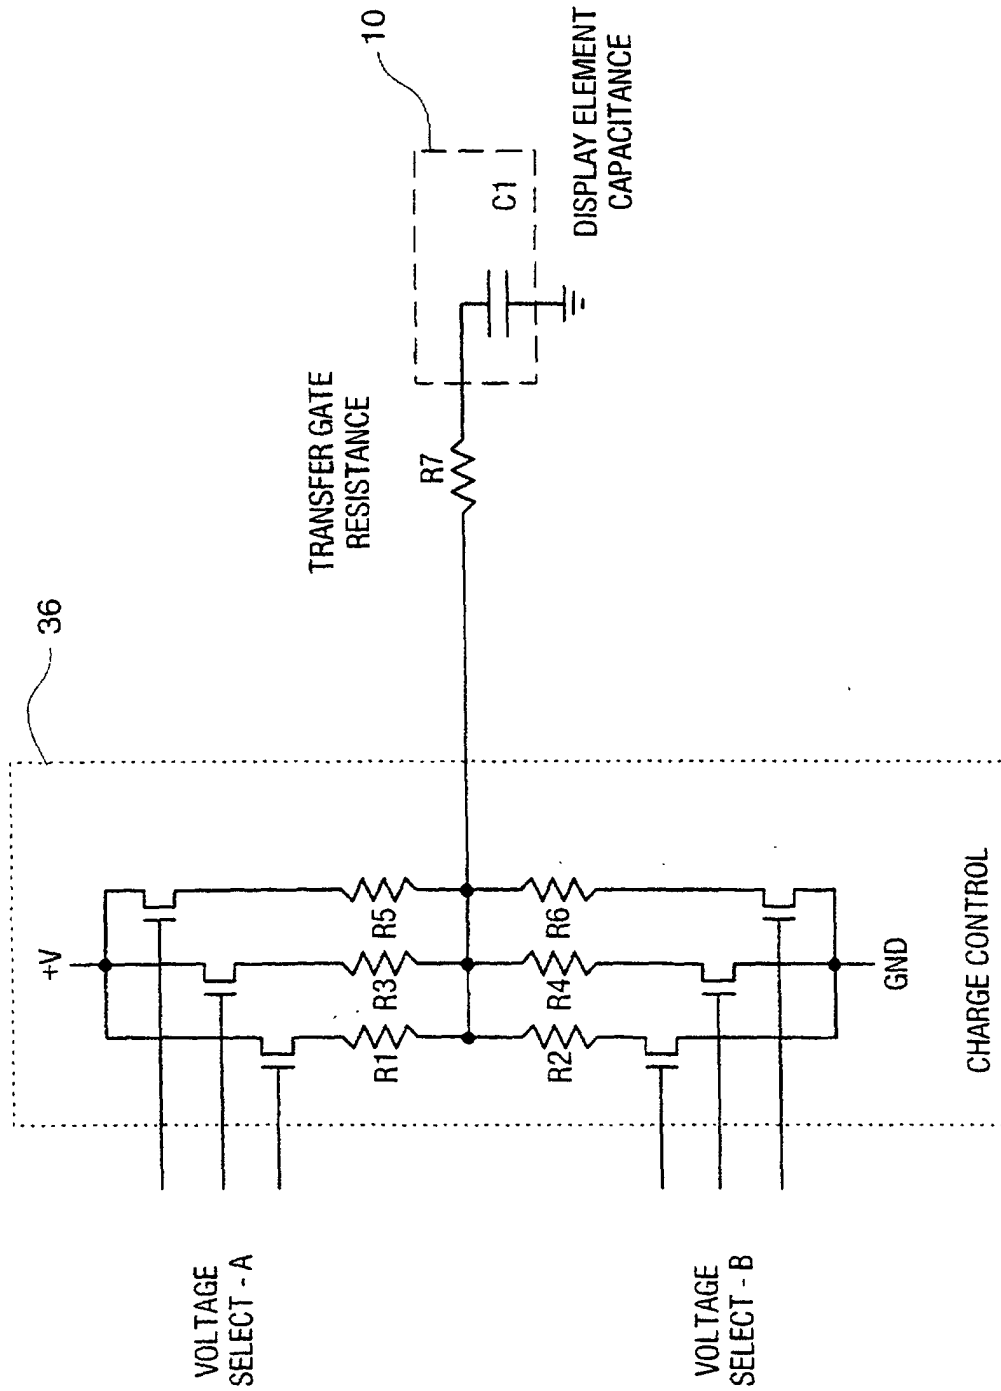 36
10
TRANSFER GATE
RESISTANCE
DISPLAY ELEMENT
CAPACITANCE
C1
R7
+V
VOLTAGE
SELECT - A
R1
R3
R5
R2
R4
R6
VOLTAGE
SELECT - B
GND
CHARGE CONTROL